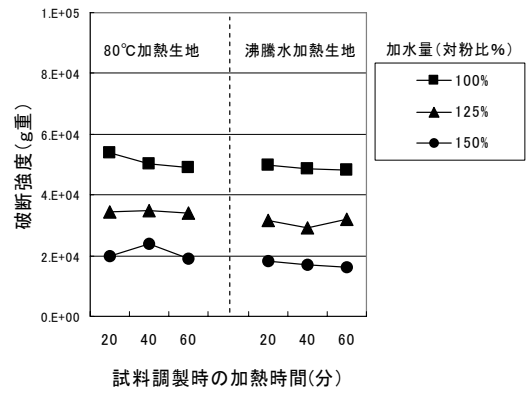 1.E+05
8.E+04
6.E+04
4.E+04
2.E+04
0.E+00
破断強度(g重)
80℃加熱生地
沸騰水加熱生地
加水量(対粉比%)
100%
125%
150%
20 40 60 20 40 60
試料調製時の加熱時間(分)